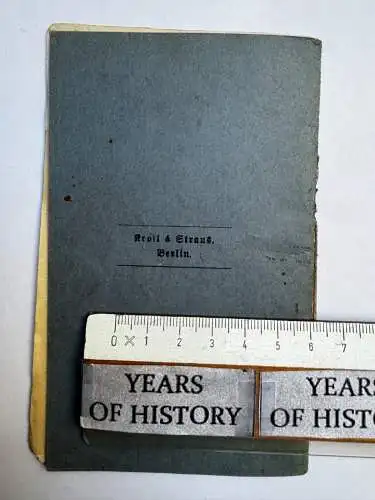 Kroll & Straus,
Berlin.
0 1 2 3 4 5 6 7
YEARS
OF HISTORY
YEARS
OF HISTO